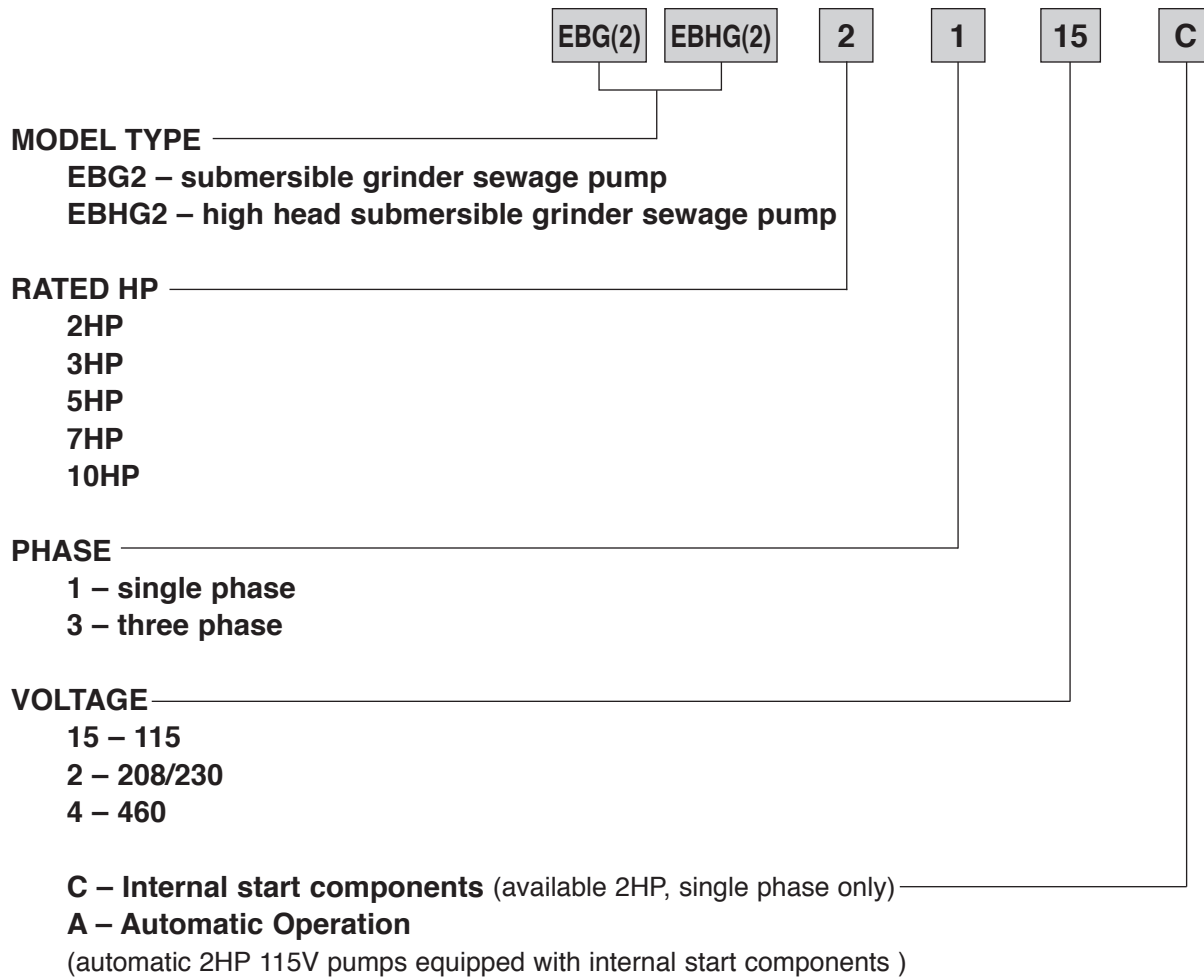 EBG(2) EBHG(2) 2 1 15 C
MODEL TYPE
EBG2 – submersible grinder sewage pump
EBHG2 – high head submersible grinder sewage pump
RATED HP
2HP
3HP
5HP
7HP
10HP
PHASE
1 – single phase
3 – three phase
VOLTAGE
15 – 115
2 – 208/230
4 – 460
C – Internal start components (available 2HP, single phase only)
A – Automatic Operation
(automatic 2HP 115V pumps equipped with internal start components )